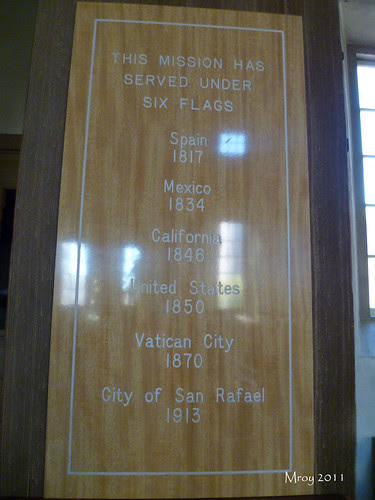 THIS MISSION HAS
SERVED UNDER
SIX FLAGS
Spain
1817
Mexico
1834
California
1846
United States
1850
Vatican City
1870
City of San Rafael
1913
Mroy 2011